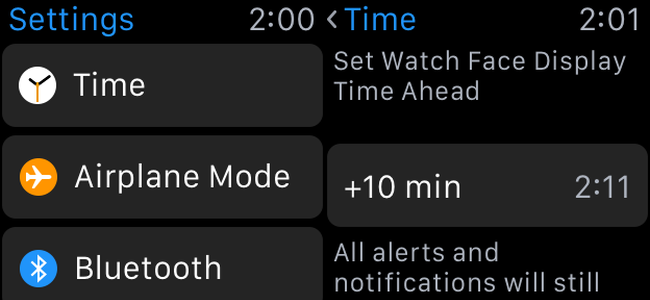 Settings 2:00
Time
Airplane Mode
Bluetooth
< Time 2:01
Set Watch Face Display
Time Ahead
+10 min 2:11
All alerts and
notifications will still